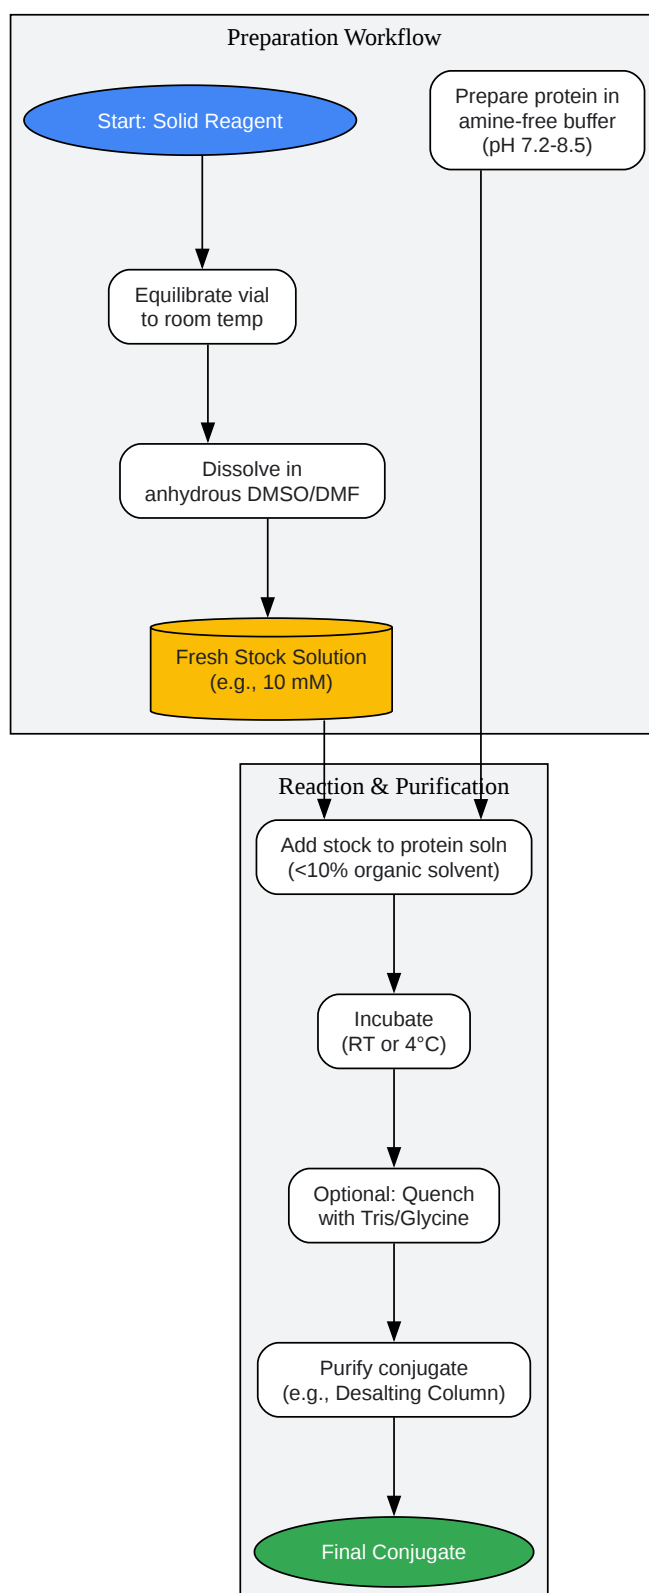 Preparation Workflow
Start: Solid Reagent
Prepare protein in
amine-free buffer
(pH 7.2-8.5)
Equilibrate vial
to room temp
Dissolve in
anhydrous DMSO/DMF
Fresh Stock Solution
(e.g., 10 mM)
Reaction & Purification
Add stock to protein soln
(<10% organic solvent)
Incubate
(RT or 4°C)
Optional: Quench
with Tris/Glycine
Purify conjugate
(e.g., Desalting Column)
Final Conjugate